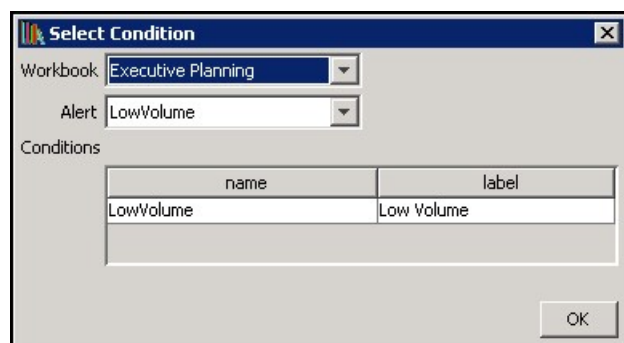 Select Condition
Workbook Executive Planning
Alert LowVolume
Conditions
name label
LowVolume Low Volume
OK